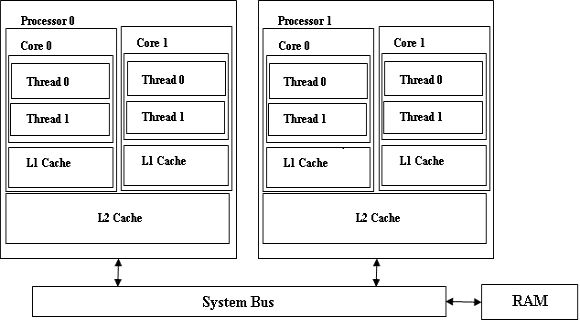 Processor 0
Core 0
Thread 0
Thread 1
L1 Cache
Core 1
Thread 0
Thread 1
L1 Cache
L2 Cache
Processor 1
Core 0
Thread 0
Thread 1
L1 Cache
Core 1
Thread 0
Thread 1
L1 Cache
L2 Cache
System Bus
RAM